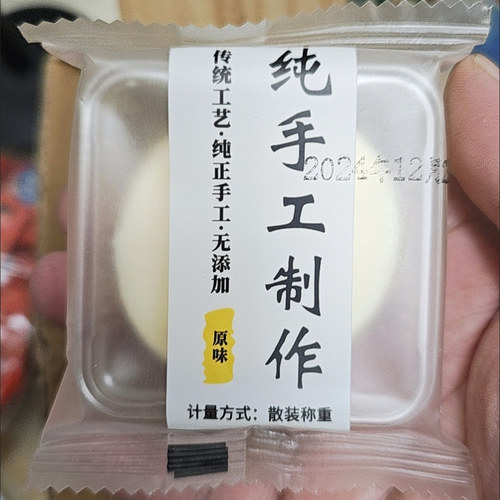 纯手工制作
传统工艺·纯正手工·无添加
原味
2024年12月
计量方式：散装称重